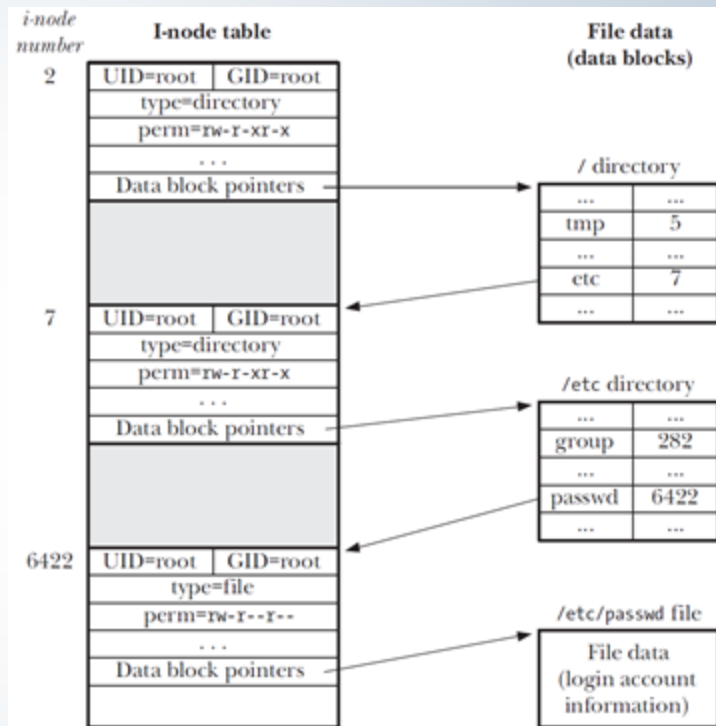 i-node number
I-node table
File data
(data blocks)
2
UID=root GID=root
type=directory
perm=rw-r-xr-x
...
Data block pointers
/ directory
... ...
tmp 5
... ...
etc 7
... ...
7
UID=root GID=root
type=directory
perm=rw-r-xr-x
...
Data block pointers
/etc directory
... ...
group 282
... ...
passwd 6422
... ...
6422
UID=root GID=root
type=file
perm=rw-r--r--
...
Data block pointers
/etc/passwd file
File data
(login account
information)